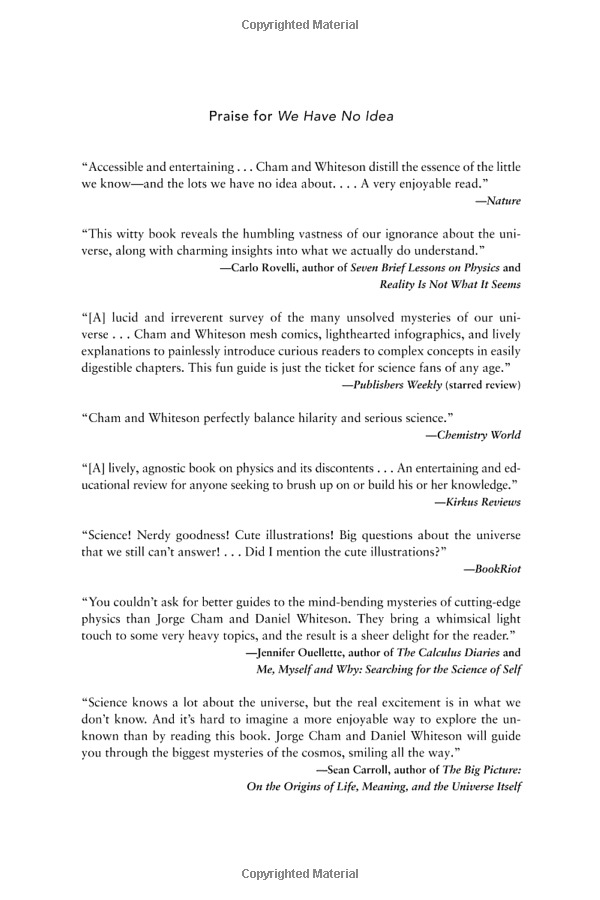 Copyrighted Material
Praise for We Have No Idea
“Accessible and entertaining . . . Cham and Whiteson distill the essence of the little
we know—and the lots we have no idea about. . . . A very enjoyable read.”
—Nature
“This witty book reveals the humbling vastness of our ignorance about the uni-
verse, along with charming insights into what we actually do understand.”
—Carlo Rovelli, author of Seven Brief Lessons on Physics and
Reality Is Not What It Seems
“[A] lucid and irreverent survey of the many unsolved mysteries of our uni-
verse . . . Cham and Whiteson mesh comics, lighthearted infographics, and lively
explanations to painlessly introduce curious readers to complex concepts in easily
digestible chapters. This fun guide is just the ticket for science fans of any age.”
—Publishers Weekly (starred review)
“Cham and Whiteson perfectly balance hilarity and serious science.”
—Chemistry World
“[A] lively, agnostic book on physics and its discontents . . . An entertaining and ed-
ucational review for anyone seeking to brush up on or build his or her knowledge.”
—Kirkus Reviews
“Science! Nerdy goodness! Cute illustrations! Big questions about the universe
that we still can’t answer! . . . Did I mention the cute illustrations?”
—BookRiot
“You couldn’t ask for better guides to the mind-bending mysteries of cutting-edge
physics than Jorge Cham and Daniel Whiteson. They bring a whimsical light
touch to some very heavy topics, and the result is a sheer delight for the reader.”
—Jennifer Ouellette, author of The Calculus Diaries and
Me, Myself and Why: Searching for the Science of Self
“Science knows a lot about the universe, but the real excitement is in what we
don’t know. And it’s hard to imagine a more enjoyable way to explore the un-
known than by reading this book. Jorge Cham and Daniel Whiteson will guide
you through the biggest mysteries of the cosmos, smiling all the way.”
—Sean Carroll, author of The Big Picture:
On the Origins of Life, Meaning, and the Universe Itself
Copyrighted Material